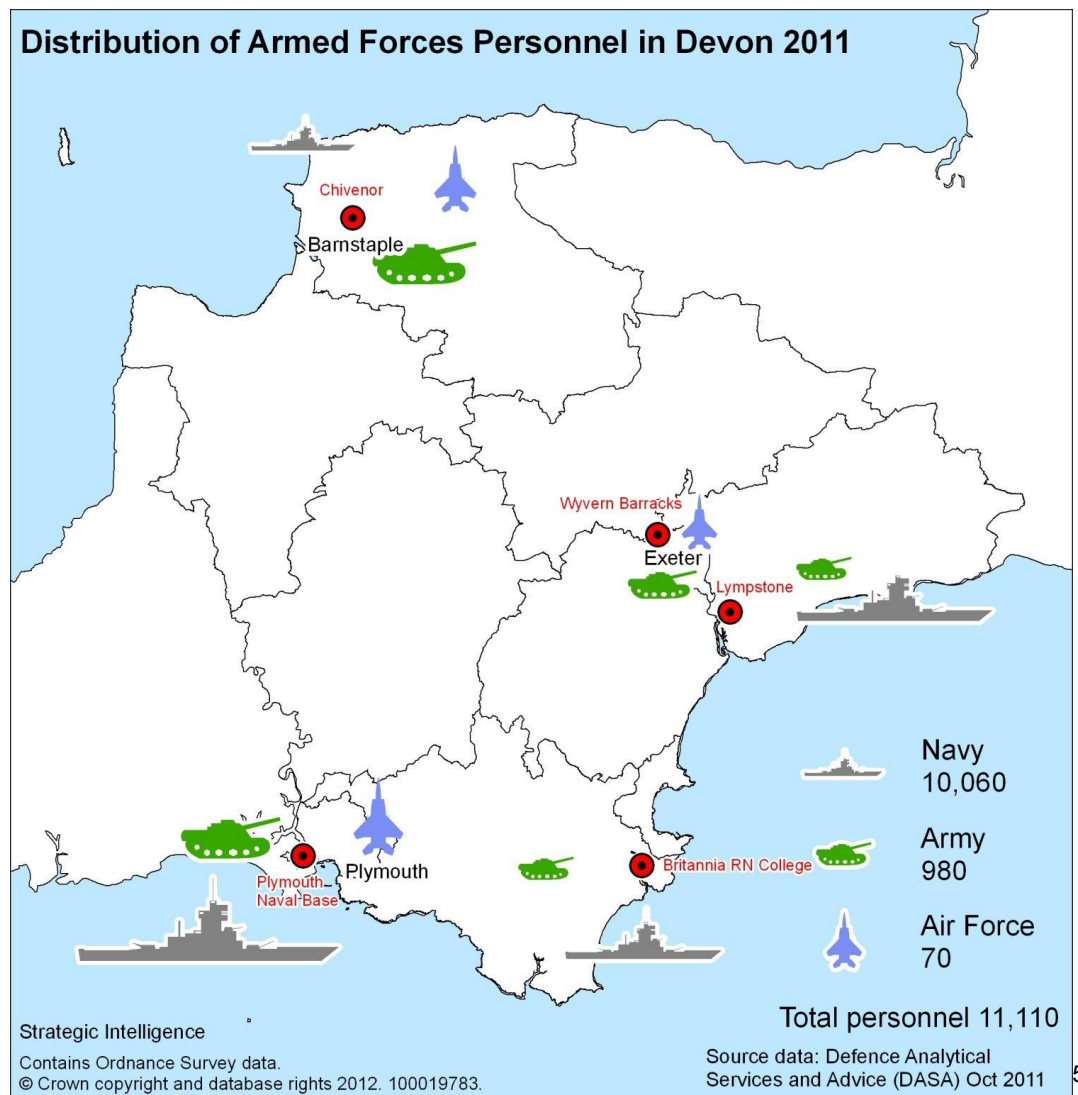 Distribution of Armed Forces Personnel in Devon 2011
Chivenor
Barnstaple
Wyvern Barracks
Exeter
Lympstone
Plymouth
Plymouth
Naval Base
Britannia RN College
Navy
10,060
Army
980
Air Force
70
Total personnel 11,110
Strategic Intelligence
Contains Ordnance Survey data.
© Crown copyright and database rights 2012. 100019783.
Source data: Defence Analytical
Services and Advice (DASA) Oct 2011